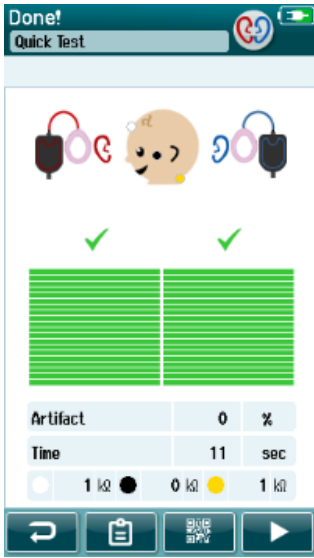 Done!
Quick Test
Artifact 0 %
Time 11 sec
1 kΩ 0 kΩ 1 kΩ